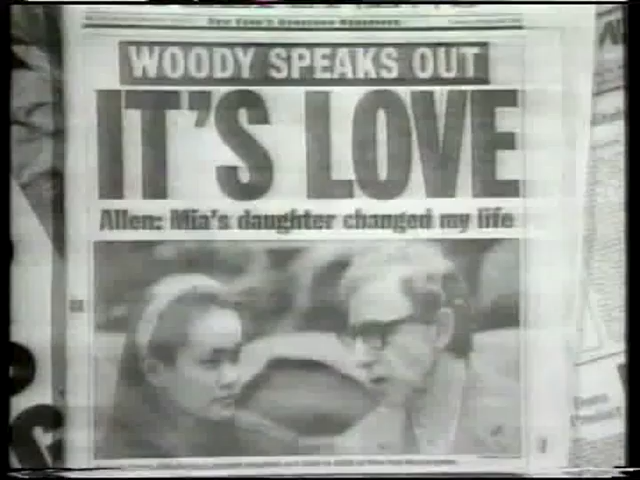 New York's Hometown Newspaper
WOODY SPEAKS OUT
IT'S LOVE
Allen: Mia's daughter changed my life